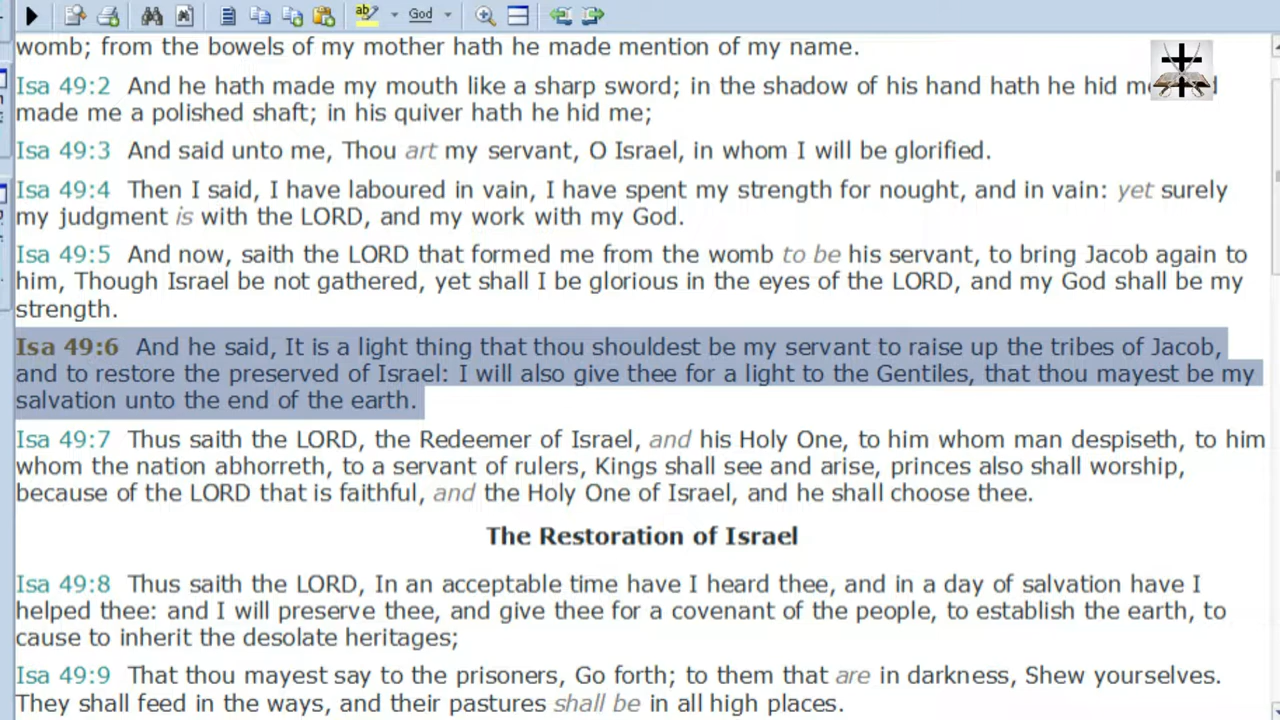 God
womb; from the bowels of my mother hath he made mention of my name.
Isa 49:2 And he hath made my mouth like a sharp sword; in the shadow of his hand hath he hid
made me a polished shaft; in his quiver hath he hid me;
Isa 49:3 And said unto me, Thou art my servant, O Israel, in whom I will be glorified.
Isa 49:4 Then I said, I have laboured in vain, I have spent my strength for nought, and in vain: yet surely
my judgment is with the LORD, and my work with my God.
Isa 49:5 And now, saith the LORD that formed me from the womb to be his servant, to bring Jacob again to
him, Though Israel be not gathered, yet shall I be glorious in the eyes of the LORD, and my God shall be my
strength.
Isa 49:6 And he said, It is a light thing that thou shouldest be my servant to raise up the tribes of Jacob,
and to restore the preserved of Israel: I will also give thee for a light to the Gentiles, that thou mayest be my
salvation unto the end of the earth.
Isa 49:7 Thus saith the LORD, the Redeemer of Israel, and his Holy One, to him whom man despiseth, to him
whom the nation abhorreth, to a servant of rulers, Kings shall see and arise, princes also shall worship,
because of the LORD that is faithful, and the Holy One of Israel, and he shall choose thee.
The Restoration of Israel
Isa 49:8 Thus saith the LORD, In an acceptable time have I heard thee, and in a day of salvation have I
helped thee: and I will preserve thee, and give thee for a covenant of the people, to establish the earth, to
cause to inherit the desolate heritages;
Isa 49:9 That thou mayest say to the prisoners, Go forth; to them that are in darkness, Shew yourselves.
They shall feed in the ways, and their pastures shall be in all high places.